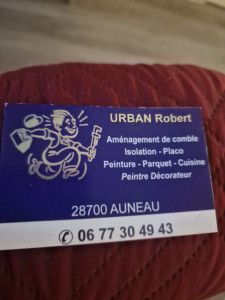 URBAN Robert
Aménagement de comble
Isolation - Placo
Peinture - Parquet - Cuisine
Peintre Décorateur
28700 AUNEAU
✆ 06 77 30 49 43